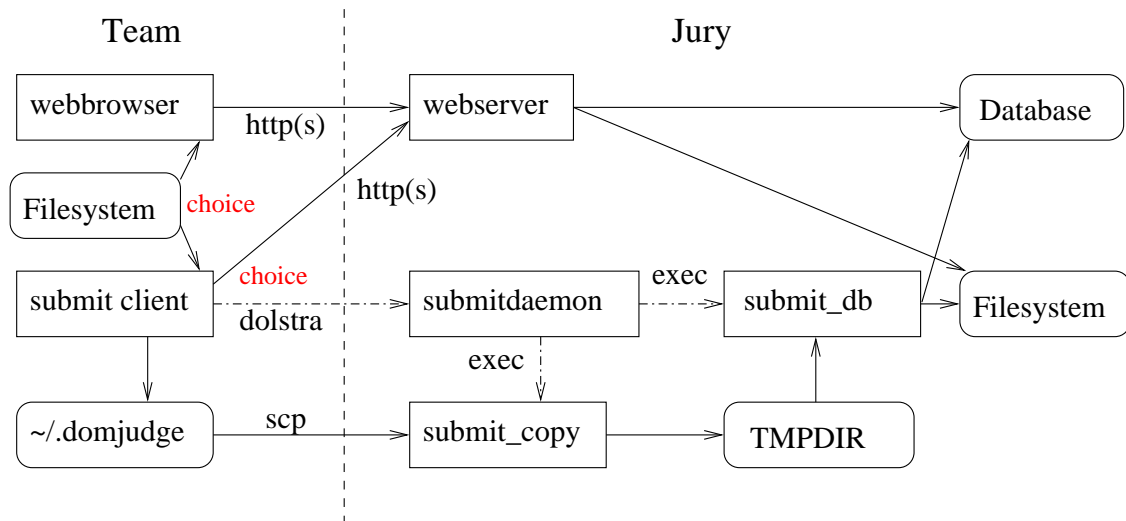 Team
Jury
webbrowser
http(s)
webserver
Database
Filesystem
choice
http(s)
submit client
choice
dolstra
submitdaemon
exec
submit_db
Filesystem
exec
~/.domjudge
scp
submit_copy
TMPDIR